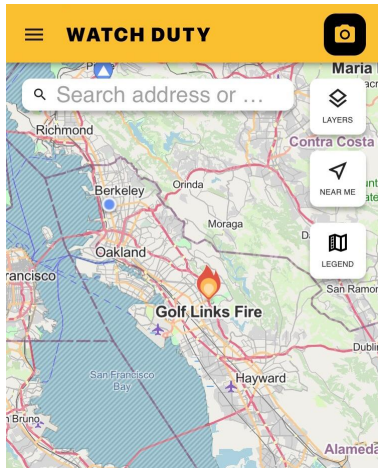 WATCH DUTY
Maria
Search address or ...
LAYERS
Richmond
Contra Costa
NEAR ME
Berkeley
Orinda
Moraga
Oakland
LEGEND
rancisco
San Ramon
Golf Links Fire
Dublin
San Francisco
Bay
Hayward
n Bruno
Alameda